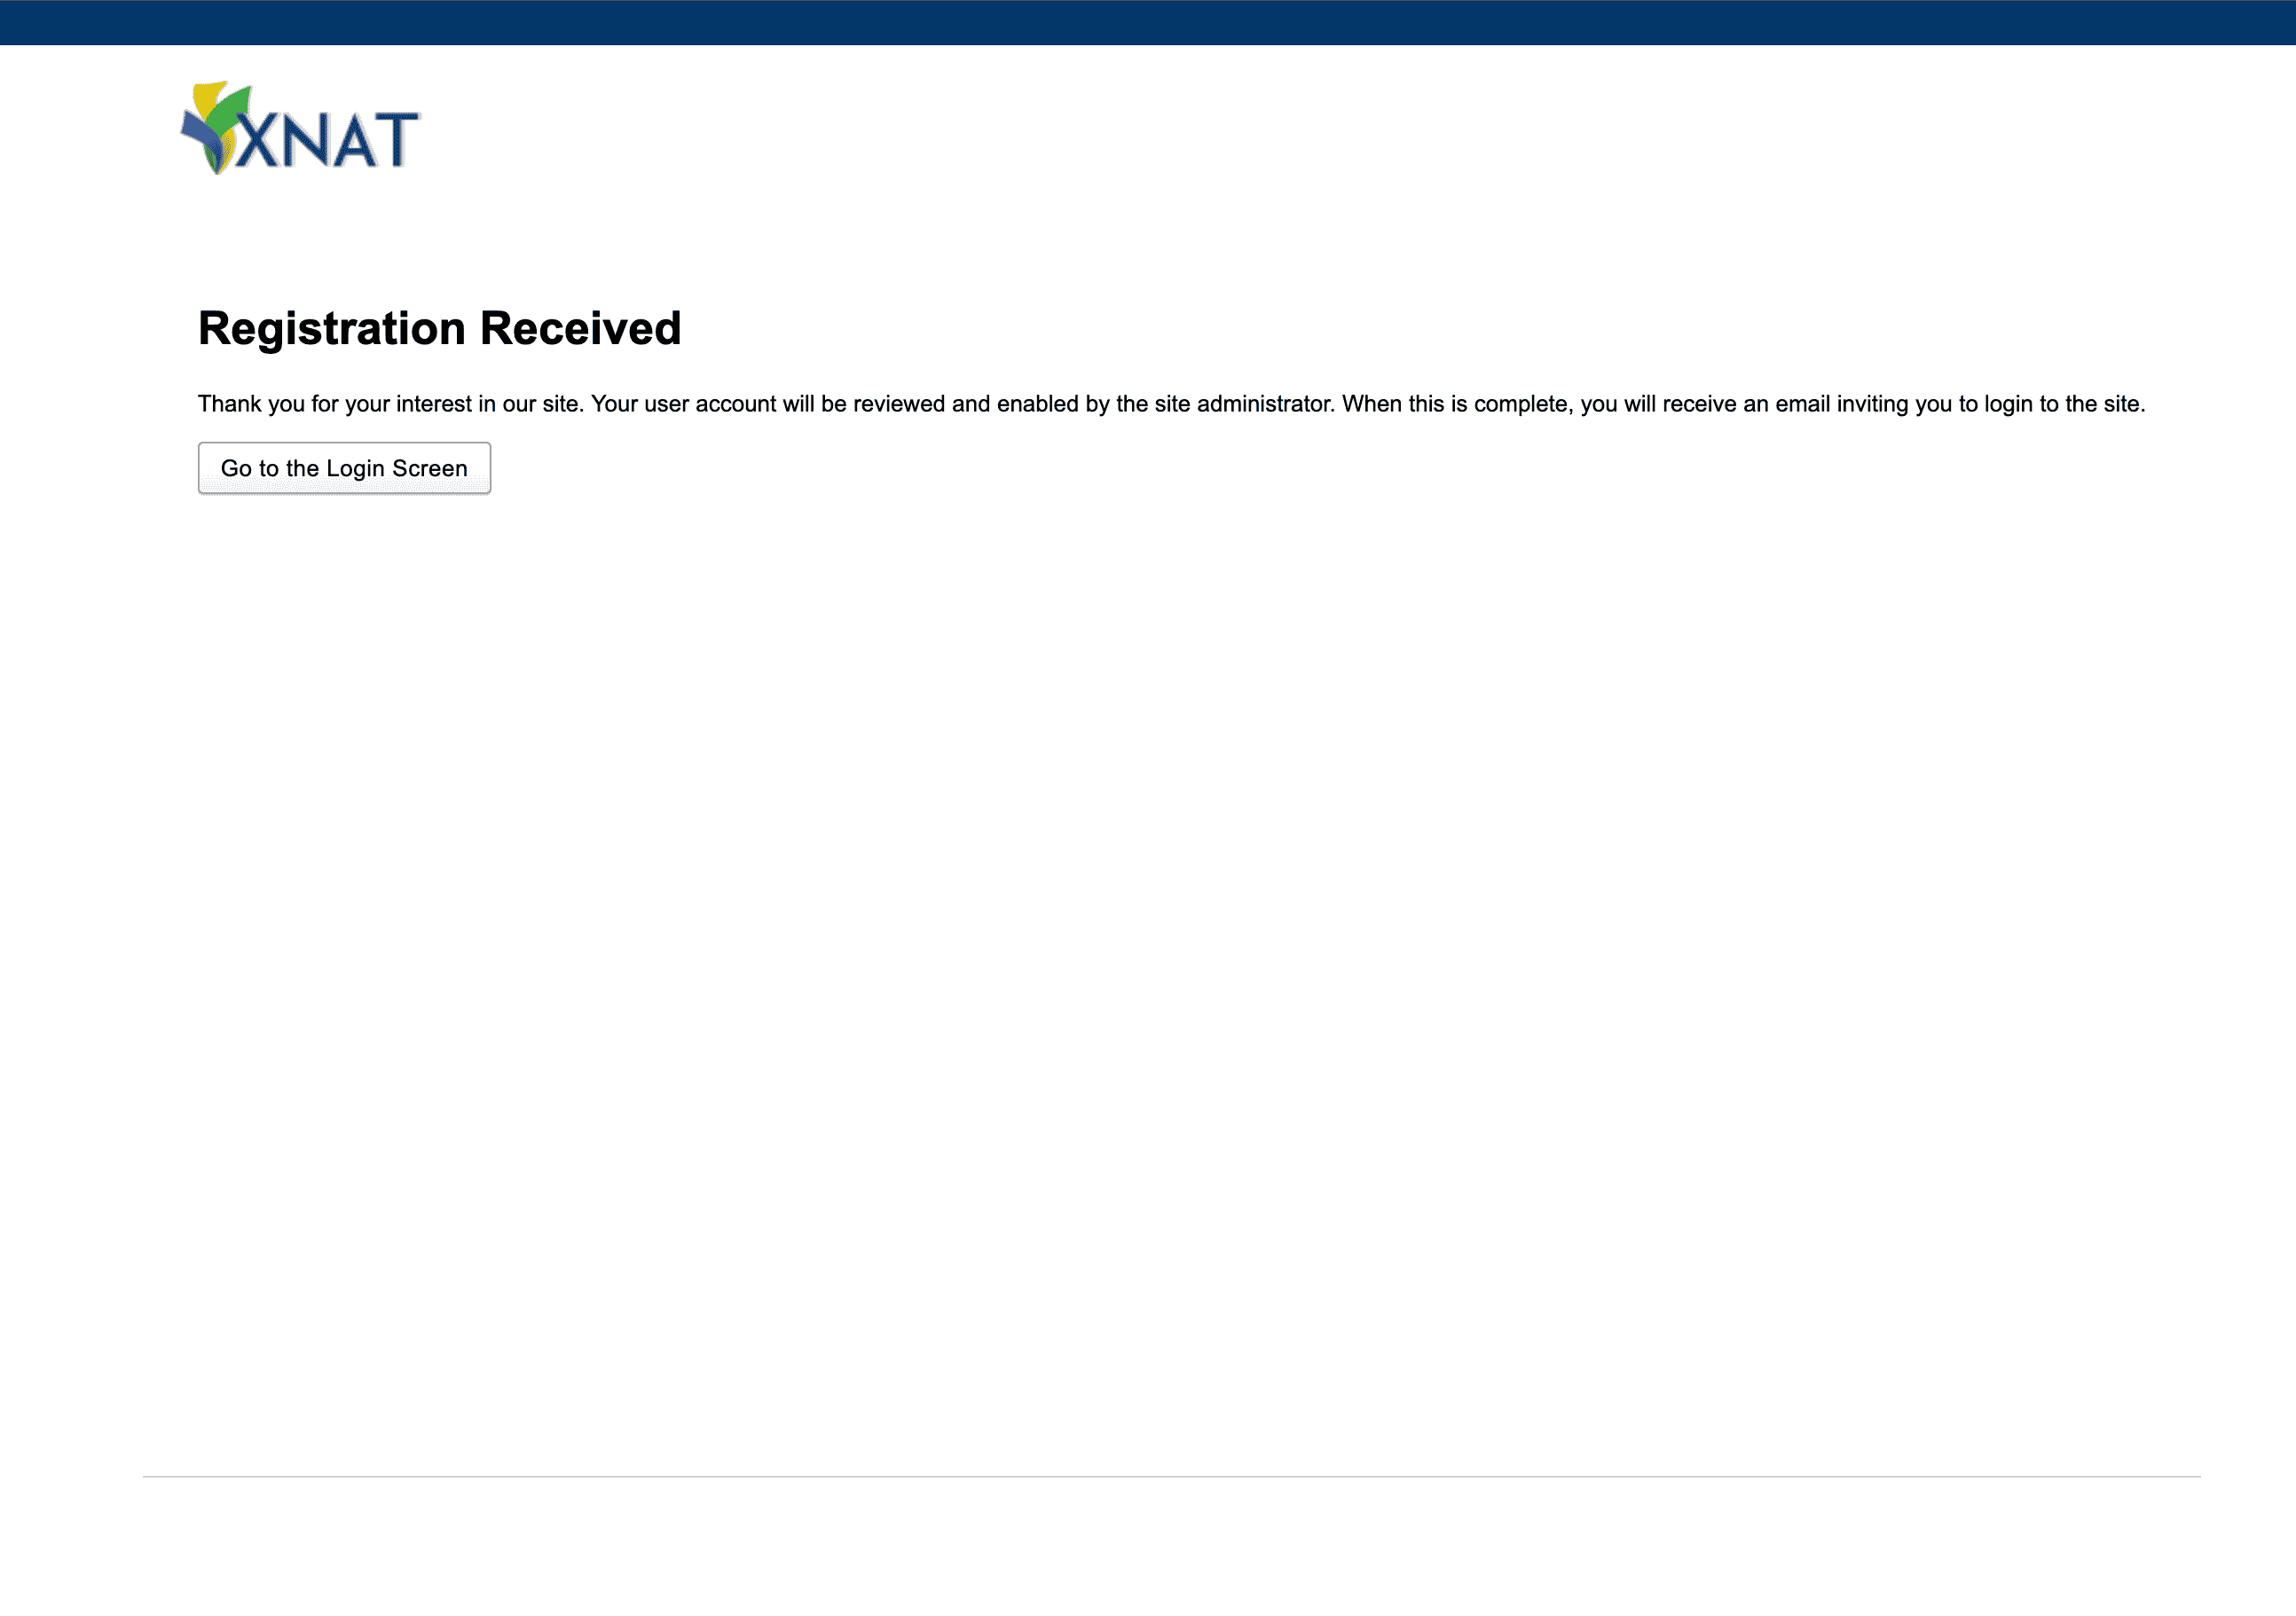 XNAT
Registration Received
Thank you for your interest in our site. Your user account will be reviewed and enabled by the site administrator. When this is complete, you will receive an email inviting you to login to the site.
Go to the Login Screen